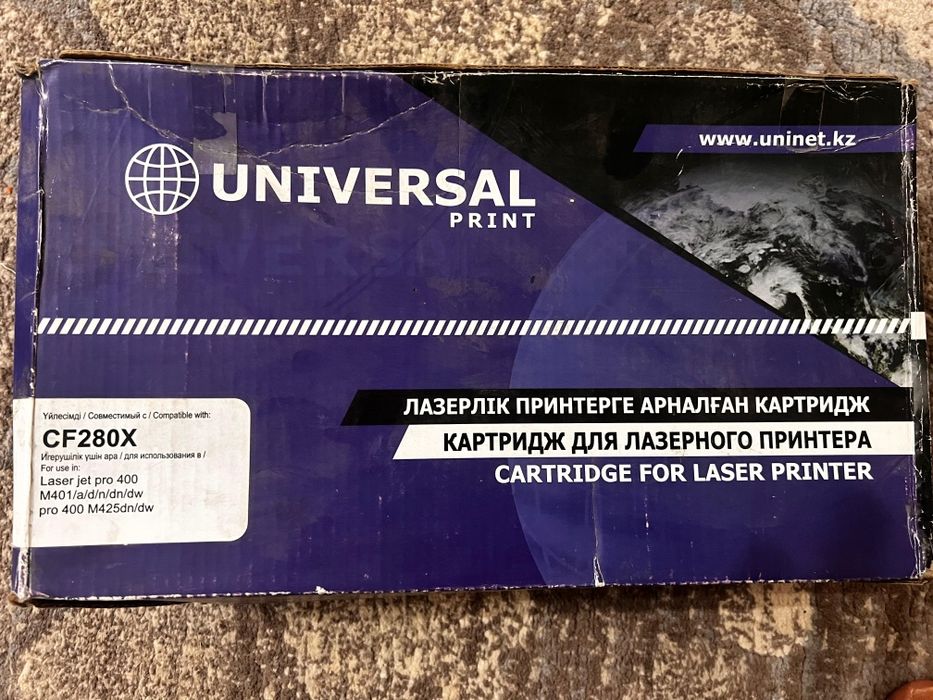 www.uninet.kz
UNIVERSAL
PRINT
ЛАЗЕРЛІК ПРИНТЕРГЕ АРНАЛҒАН КАРТРИДЖ
КАРТРИДЖ ДЛЯ ЛАЗЕРНОГО ПРИНТЕРА
CARTRIDGE FOR LASER PRINTER
Үйлесімді / Совместимый с / Compatible with:
CF280X
Игерушілік үшін ара / для использования в /
For use in:
Laser jet pro 400
M401/a/d/n/dn/dw
pro 400 M425dn/dw